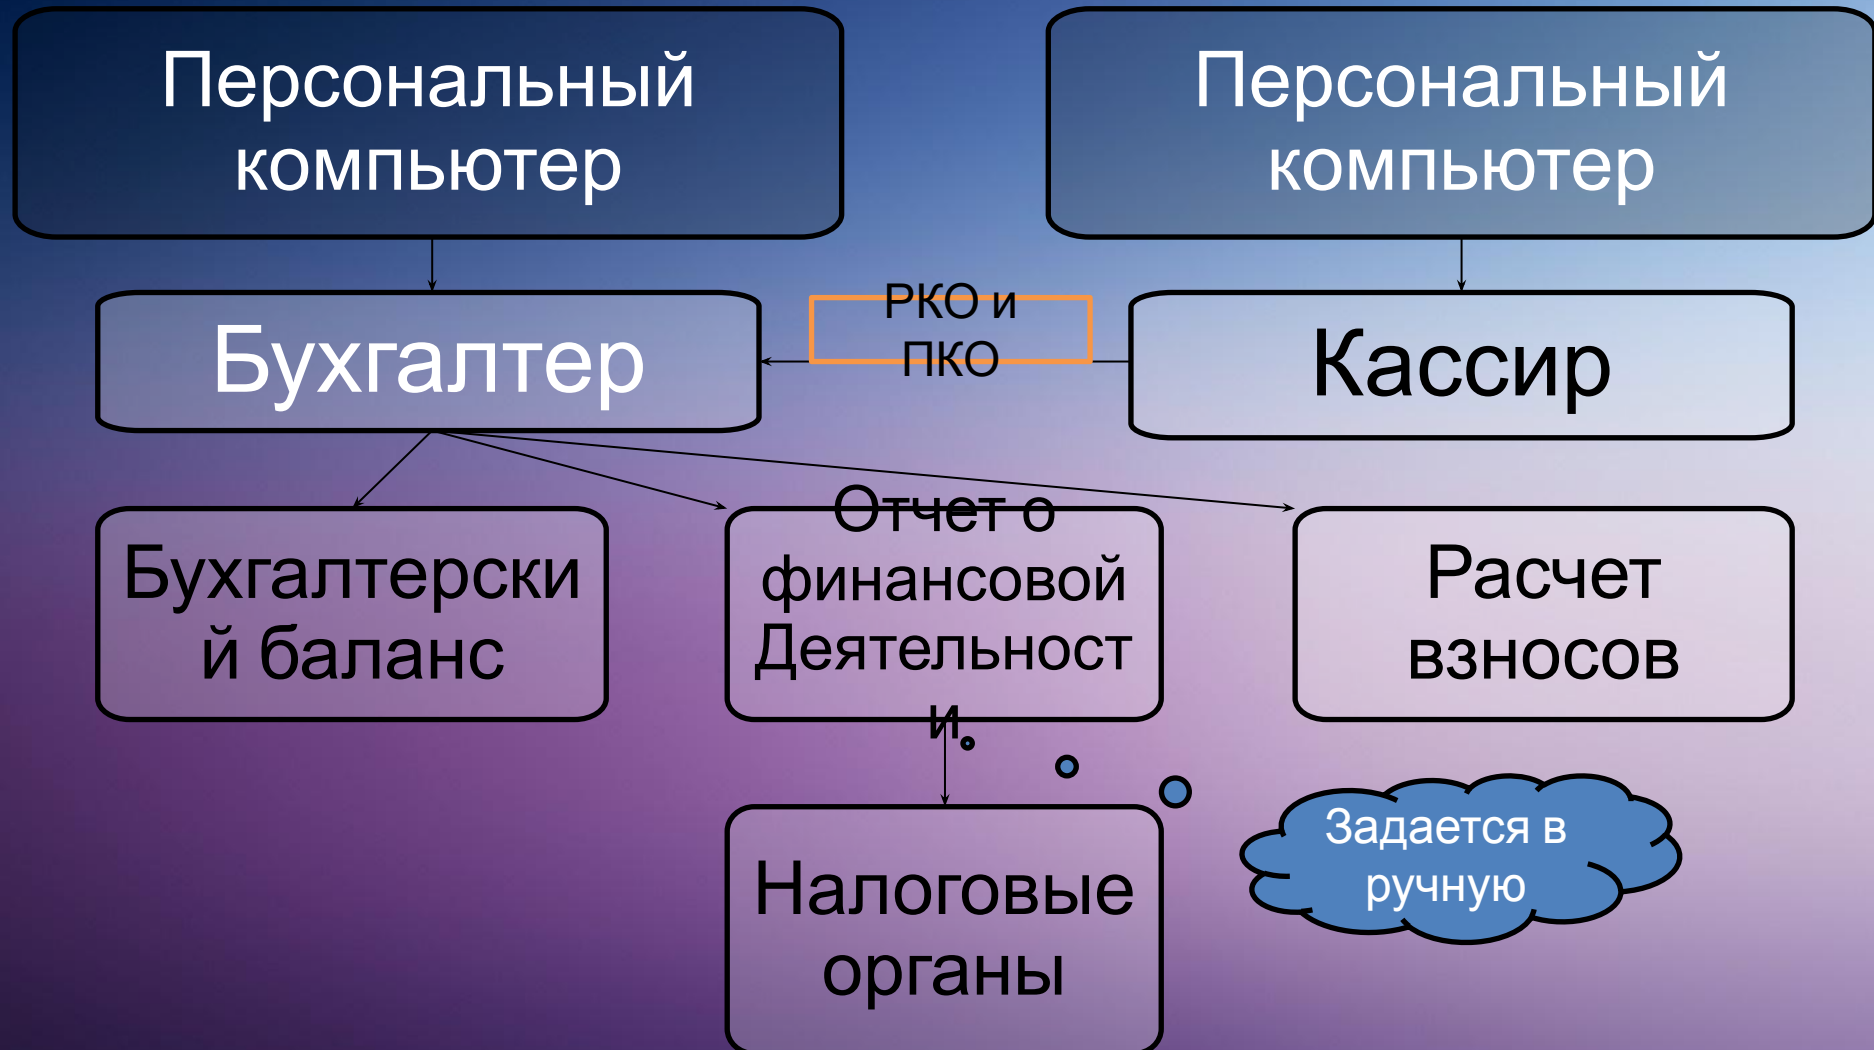 Персональный
компьютер
Персональный
компьютер
Бухгалтер
РКО и
ПКО
Кассир
Бухгалтерски
й баланс
Отчет о
финансовой
Деятельност
и
Расчет
взносов
Налоговые
органы
Задается в
ручную